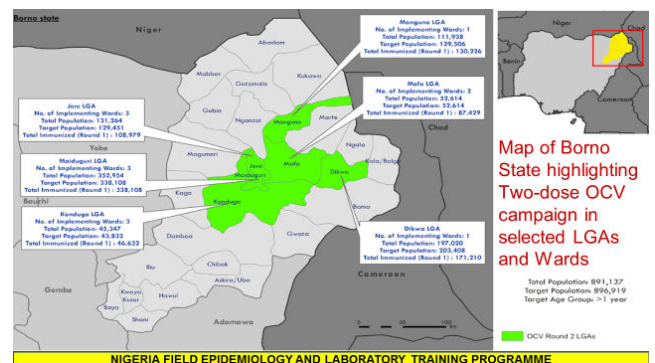 Borno state
Niger
Monguno LGA
No. of Implementing Wards: 1
Total Population: 111,938
Target Population: 129,506
Total Immunized (Round 1) : 130,226
Abadam
Mobbar
Kukawa
Guzamala
Mafa LGA
No. of Implementing Wards: 2
Total Population: 52,614
Target Population: 52,614
Total Immunized (Round 1) : 87,429
Jere LGA
No. of Implementing Wards: 3
Total Population: 131,264
Target Population: 129,451
Total Immunized (Round 1) : 108,979
Gubio
Nganzai
Monguno
Marte
Chad
Yobe
Magumeri
Ngala
Kala/Balge
Maiduguri LGA
No. of Implementing Wards: 3
Total Population: 352,954
Target Population: 338,108
Total Immunized (Round 1) : 338,108
Jere
Mafa
Maiduguri
Dikwa
Bauchi
Kaga
Konduga
Bama
Konduga LGA
No. of Implementing Wards: 3
Total Population: 45,347
Target Population: 43,832
Total Immunized (Round 1) : 46,632
Dikwa LGA
No. of Implementing Wards: 1
Total Population: 197,020
Target Population: 203,408
Total Immunized (Round 1) : 171,210
Damboa
Gwoza
Biu
Chibok
Askira/Uba
Cameroon
Gombe
Kwaya
Kusar
Hawul
Bayo
Shani
Adamawa
Niger
Chad
Benin
Cameroon
Map of Borno
State highlighting
Two-dose OCV
campaign in
selected LGAs
and Wards
Total Population: 891,137
Target Population: 896,919
Target Age Group: >1 year
OCV Round 2 LGAs
NIGERIA FIELD EPIDEMIOLOGY AND LABORATORY TRAINING PROGRAMME